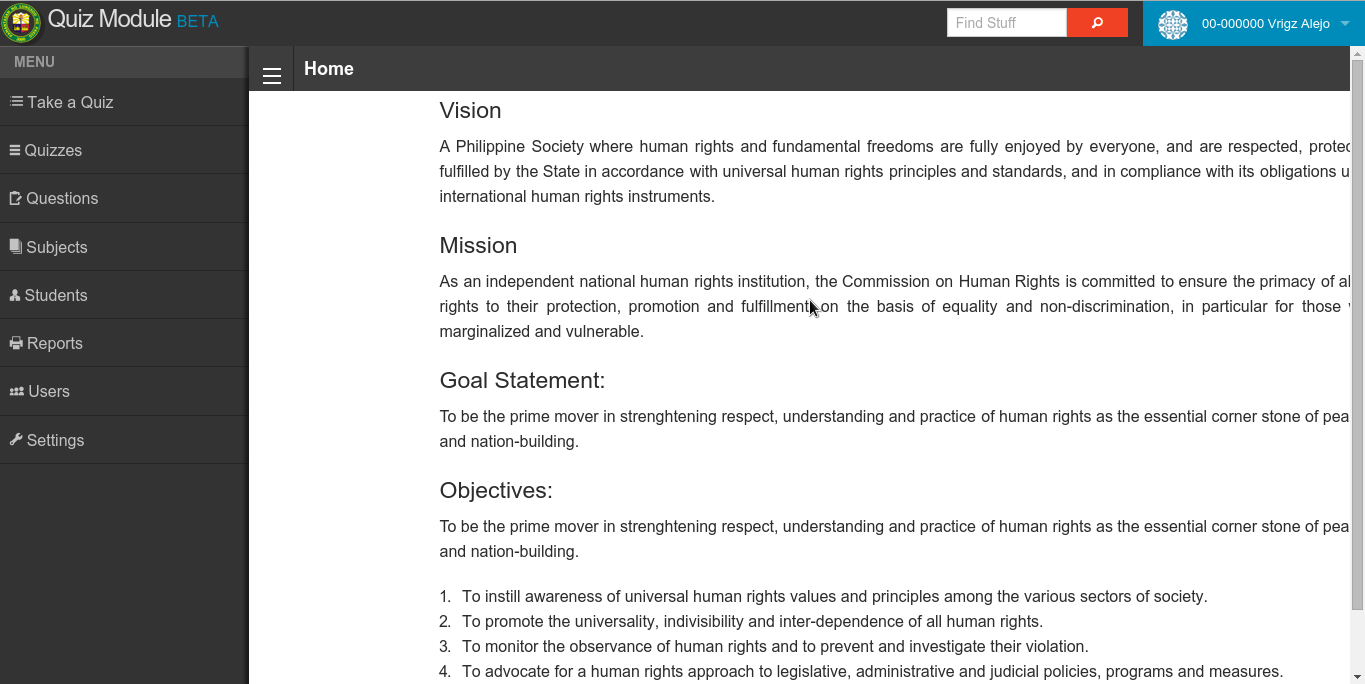 Quiz Module BETA
Find Stuff
00-000000 Vrigz Alejo
MENU
Home
Take a Quiz
Quizzes
Questions
Subjects
Students
Reports
Users
Settings
Vision
A Philippine Society where human rights and fundamental freedoms are fully enjoyed by everyone, and are respected,
fulfilled by the State in accordance with universal human rights principles and standards, and in compliance with its obligations
international human rights instruments.
Mission
As an independent national human rights institution, the Commission on Human Rights is committed to ensure the primacy of
rights to their protection, promotion and fulfillment on the basis of equality and non-discrimination, in particular for those
marginalized and vulnerable.
Goal Statement:
To be the prime mover in strenghtening respect, understanding and practice of human rights as the essential corner stone of
and nation-building.
Objectives:
To be the prime mover in strenghtening respect, understanding and practice of human rights as the essential corner stone of
and nation-building.
1. To instill awareness of universal human rights values and principles among the various sectors of society.
2. To promote the universality, indivisibility and inter-dependence of all human rights.
3. To monitor the observance of human rights and to prevent and investigate their violation.
4. To advocate for a human rights approach to legislative, administrative and judicial policies, programs and measures.